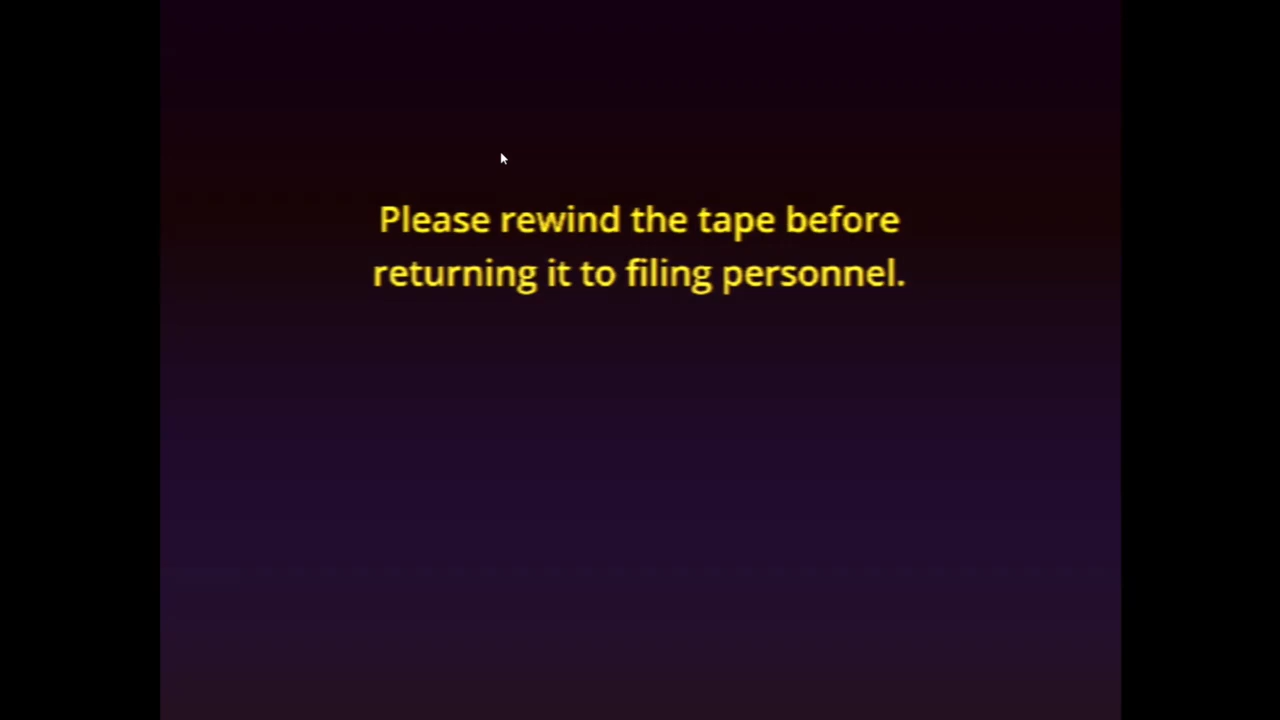 Please rewind the tape before
returning it to filing personnel.